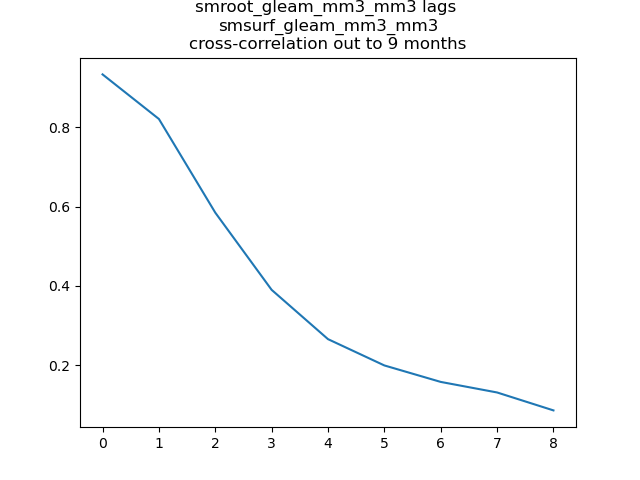 smroot_gleam_mm3_mm3 lags
smsurf_gleam_mm3_mm3
cross-correlation out to 9 months
0.8
0.6
0.4
0.2
0 1 2 3 4 5 6 7 8